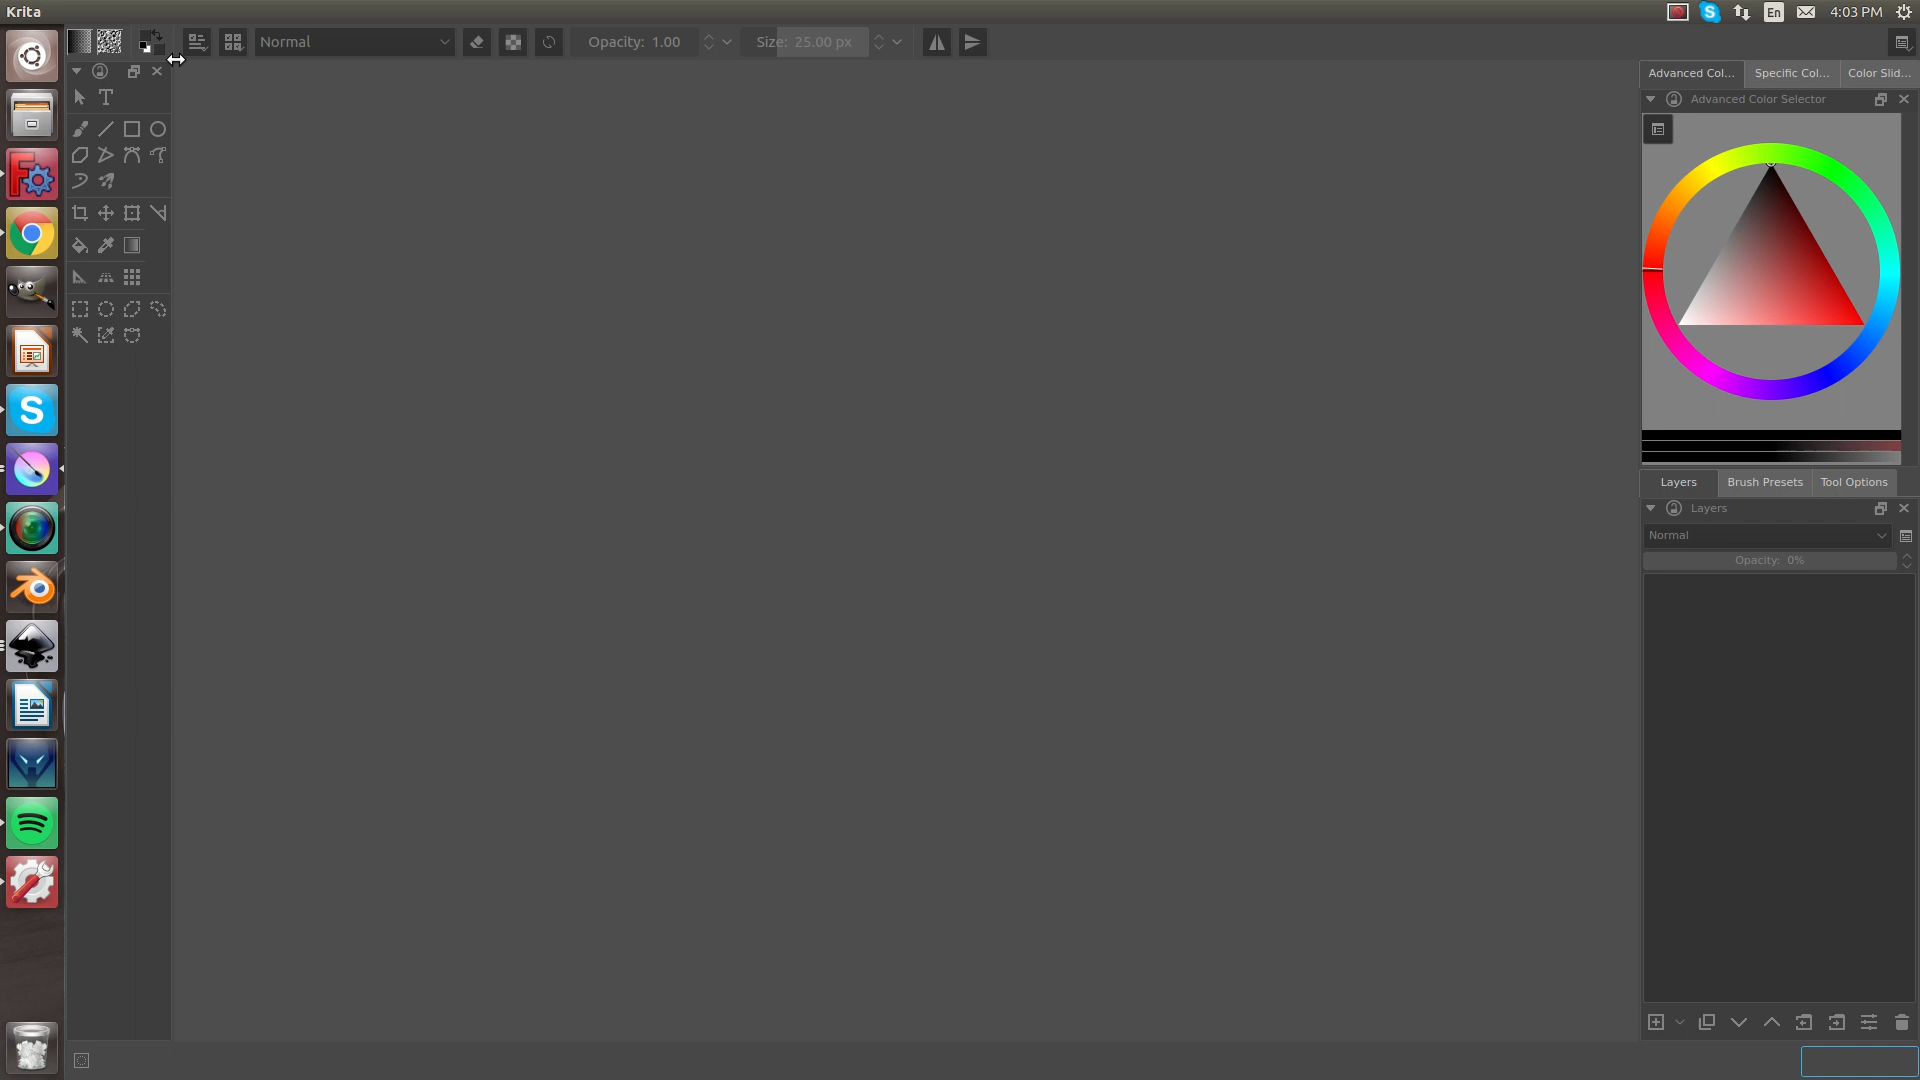 Krita
En
4:03 PM
Normal
Opacity: 1.00
Size: 25.00 px
Advanced Col...
Specific Col...
Color Slid...
Advanced Color Selector
Layers
Brush Presets
Tool Options
Layers
Normal
Opacity: 0%